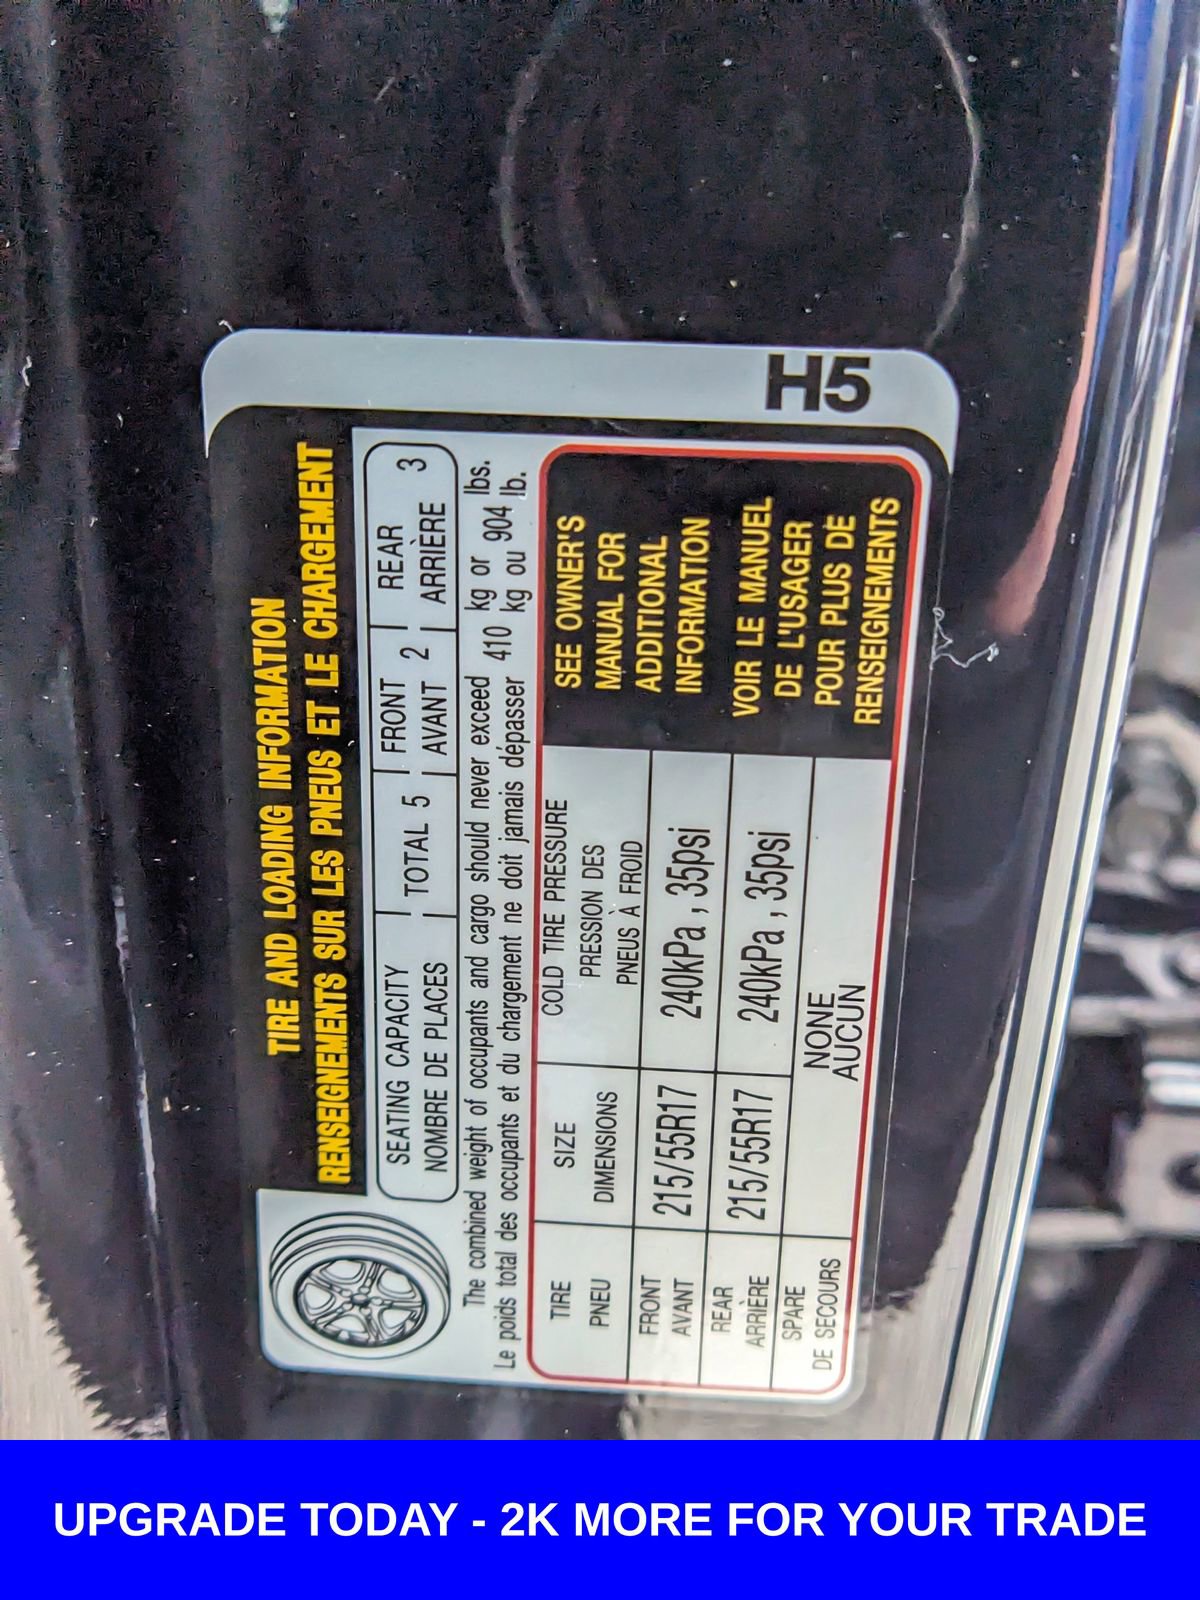 TIRE AND LOADING INFORMATION
RENSEIGNEMENTS SUR LES PNEUS ET LE CHARGEMENT
SEATING CAPACITY
NOMBRE DE PLACES
TOTAL 5
FRONT
AVANT 2
REAR
ARRIÈRE 3
The combined weight of occupants and cargo should never exceed 410 kg or 904 lbs.
Le poids total des occupants et du chargement ne doit jamais dépasser 410 kg ou 904 lb.
TIRE
PNEU
SIZE
DIMENSIONS
COLD TIRE PRESSURE
PRESSION DES
PNEUS À FROID
FRONT
AVANT
215/55R17
240kPa , 35psi
REAR
ARRIÈRE
215/55R17
240kPa , 35psi
SPARE
DE SECOURS
NONE
AUCUN
SEE OWNER'S
MANUAL FOR
ADDITIONAL
INFORMATION
VOIR LE MANUEL
DE L'USAGER
POUR PLUS DE
RENSEIGNEMENTS
H5
UPGRADE TODAY - 2K MORE FOR YOUR TRADE